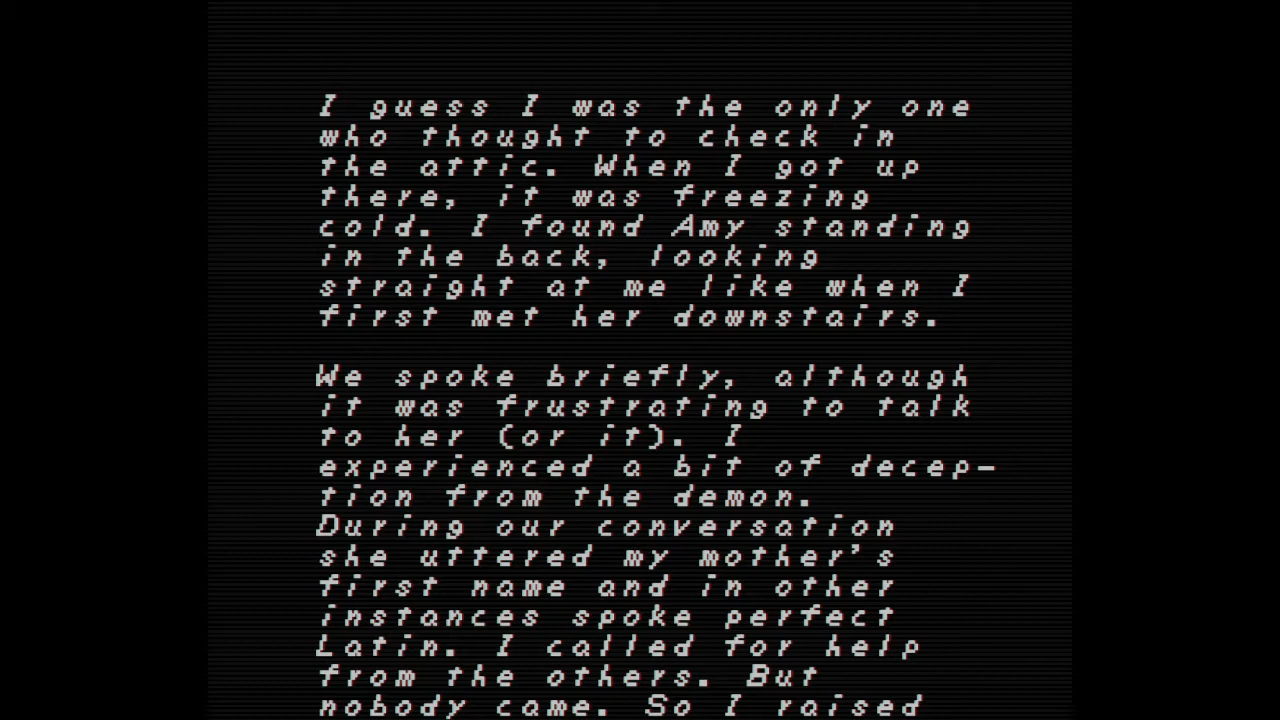 I guess I was the only one
who thought to check in
the attic. When I got up
there, it was freezing
cold. I found Amy standing
in the back, looking
straight at me like when I
first met her downstairs.
We spoke briefly, although
it was frustrating to talk
to her (or it). I
experienced a bit of decep-
tion from the demon.
During our conversation
she uttered my mother's
first name and in other
instances spoke perfect
Latin. I called for help
from the others. But
nobody came. So I raised